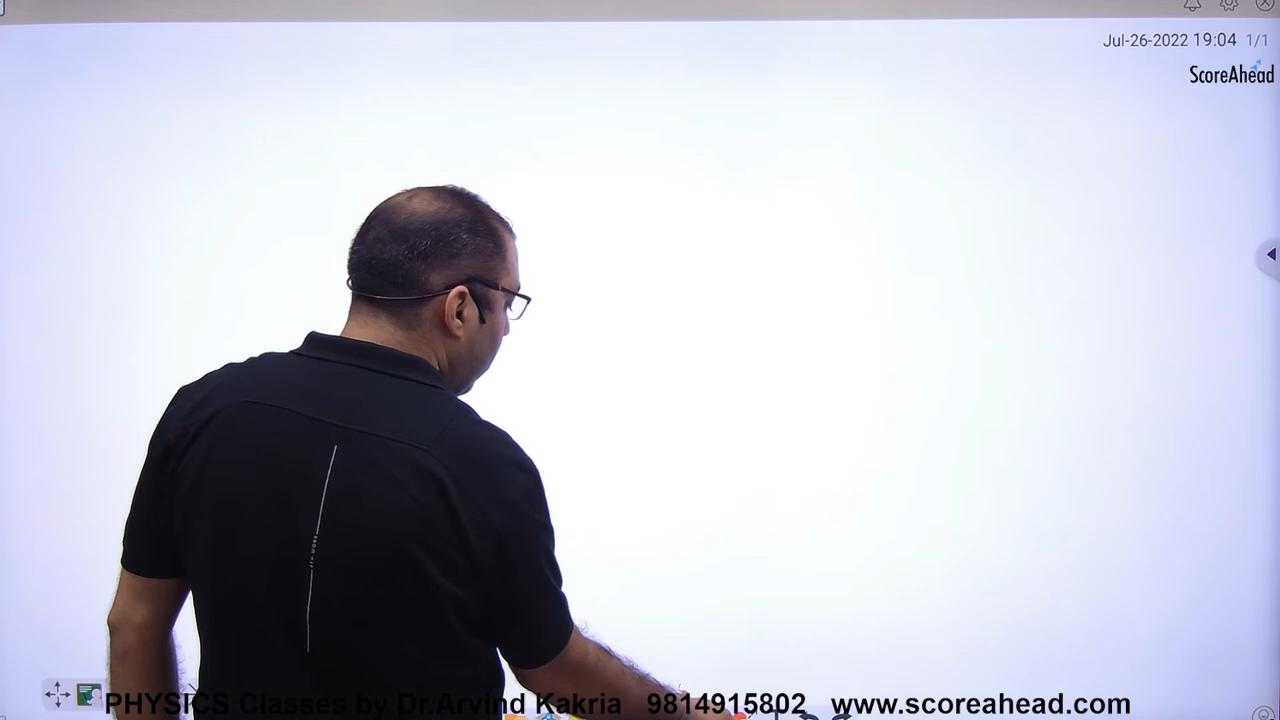 Jul-26-2022 19:04 1/1
ScoreAhead
PHYSICS Classes by Dr.Arvind Kakria 9814915802 www.scoreahead.com